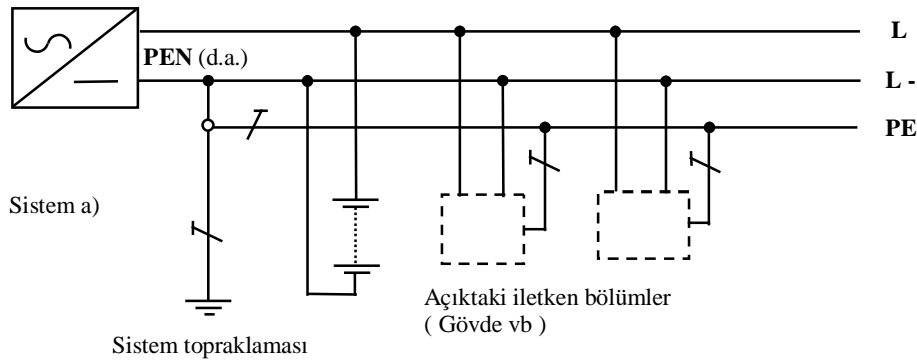 L
PEN (d.a.)
L -
PE
Sistem a)
Açıktaki iletken bölümler
( Gövde vb )
Sistem topraklaması